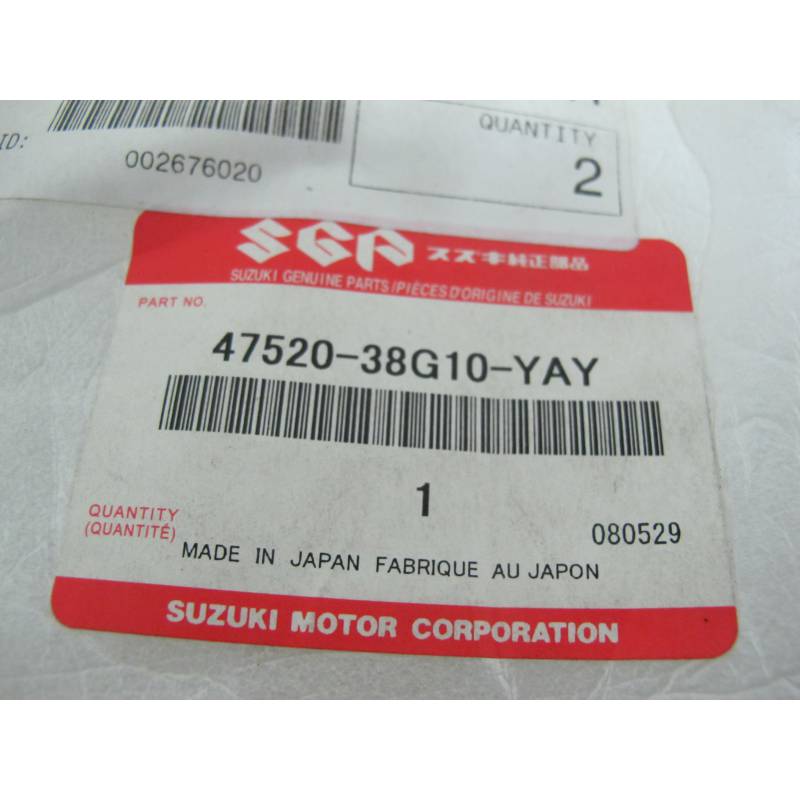 QUANTITY
ID:
002676020
2
SGP スズキ純正部品
SUZUKI GENUINE PARTS/PIÈCES D'ORIGINE DE SUZUKI
PART NO.
47520-38G10-YAY
1
QUANTITY
(QUANTITÉ)
080529
MADE IN JAPAN FABRIQUE AU JAPON
SUZUKI MOTOR CORPORATION